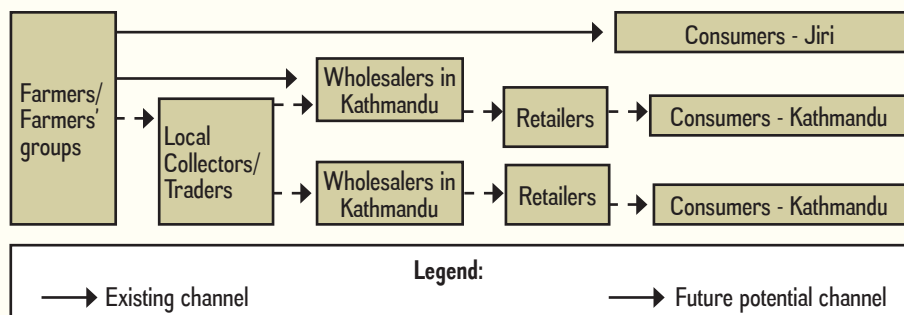 Consumers - Jiri
Farmers/
Farmers'
groups
Wholesalers in
Kathmandu
Retailers
Consumers - Kathmandu
Local
Collectors/
Traders
Wholesalers in
Kathmandu
Retailers
Consumers - Kathmandu
Legend:
Existing channel
Future potential channel